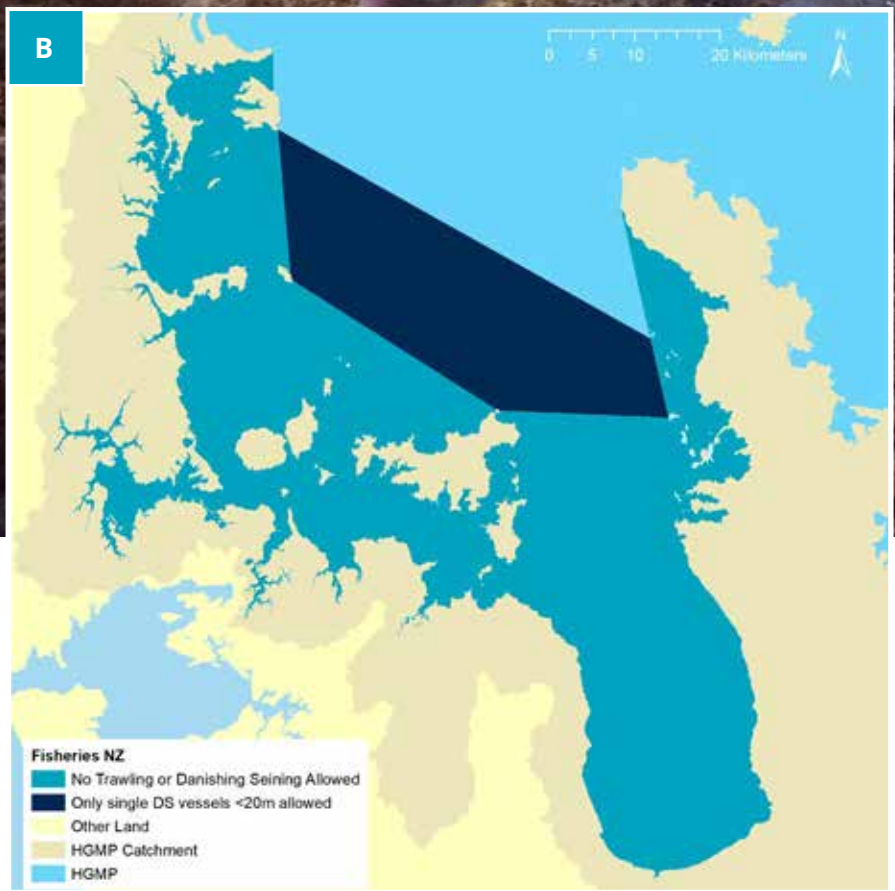 B
N
0 5 10 20 Kilometers
Fisheries NZ
No Trawling or Danishing Seining Allowed
Only single DS vessels <20m allowed
Other Land
HGMP Catchment
HGMP